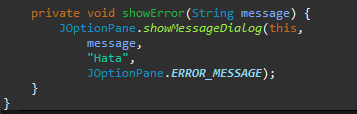 private void showError(String message) {
JOptionPane.showMessageDialog(this,
message,
"Hata",
JOptionPane.ERROR_MESSAGE);
}
}